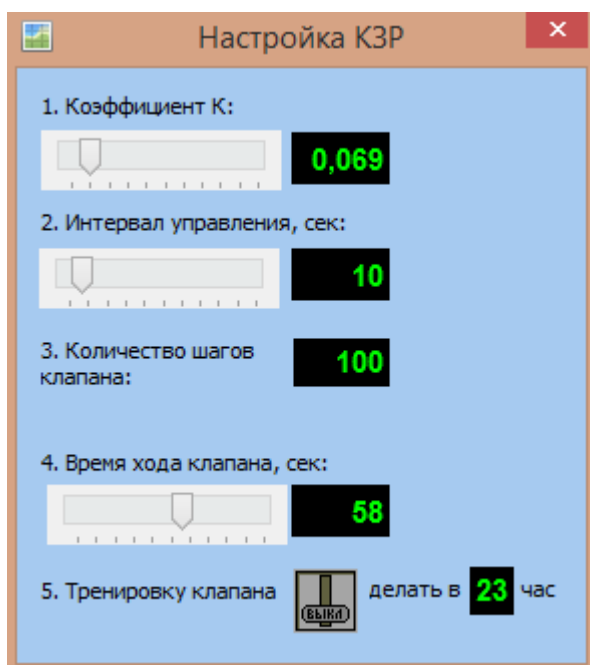 Настройка КЗР
1. Коэффициент К:
0,069
2. Интервал управления, сек:
10
3. Количество шагов
клапана:
100
4. Время хода клапана, сек:
58
5. Тренировку клапана (ВЫКЛ) делать в 23 час